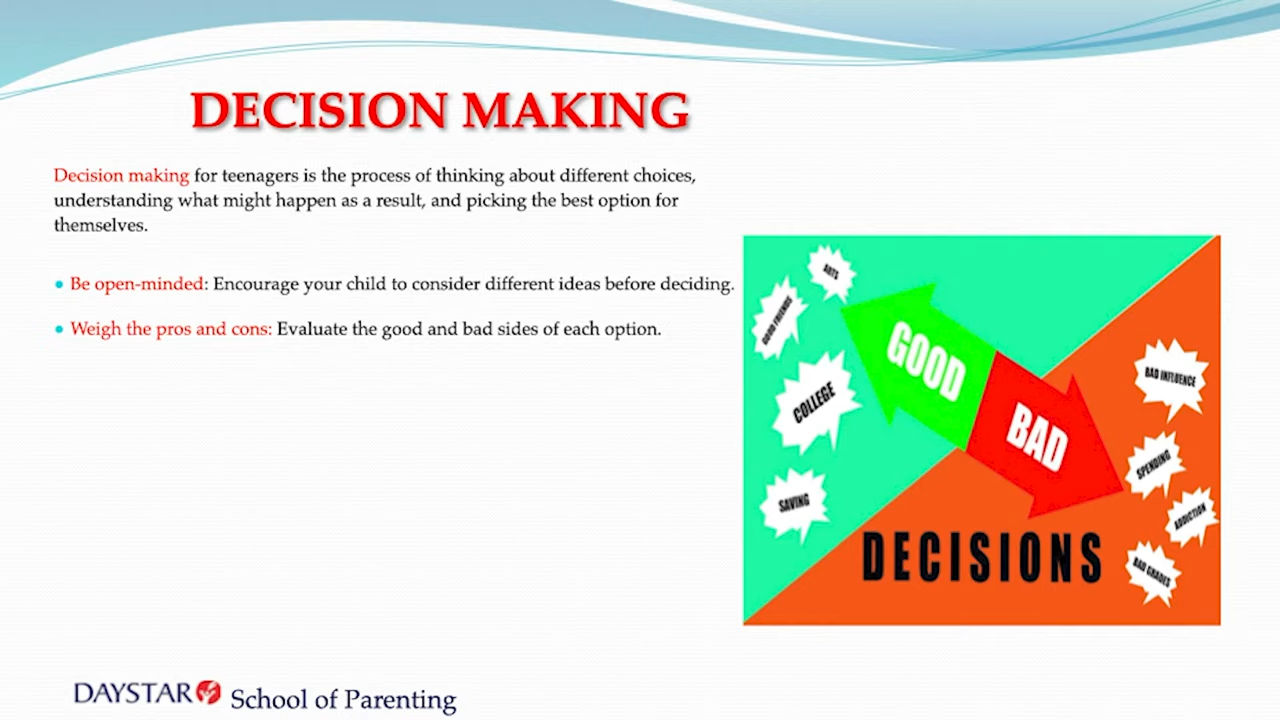 DECISION MAKING
Decision making for teenagers is the process of thinking about different choices,
understanding what might happen as a result, and picking the best option for
themselves.
• Be open-minded: Encourage your child to consider different ideas before deciding.
• Weigh the pros and cons: Evaluate the good and bad sides of each option.
ARTS
GOOD FRIENDS
COLLEGE
SAVING
GOOD
BAD
BAD INFLUENCE
SPENDING
ADDICTION
BAD GRADES
DECISIONS
DAYSTAR School of Parenting